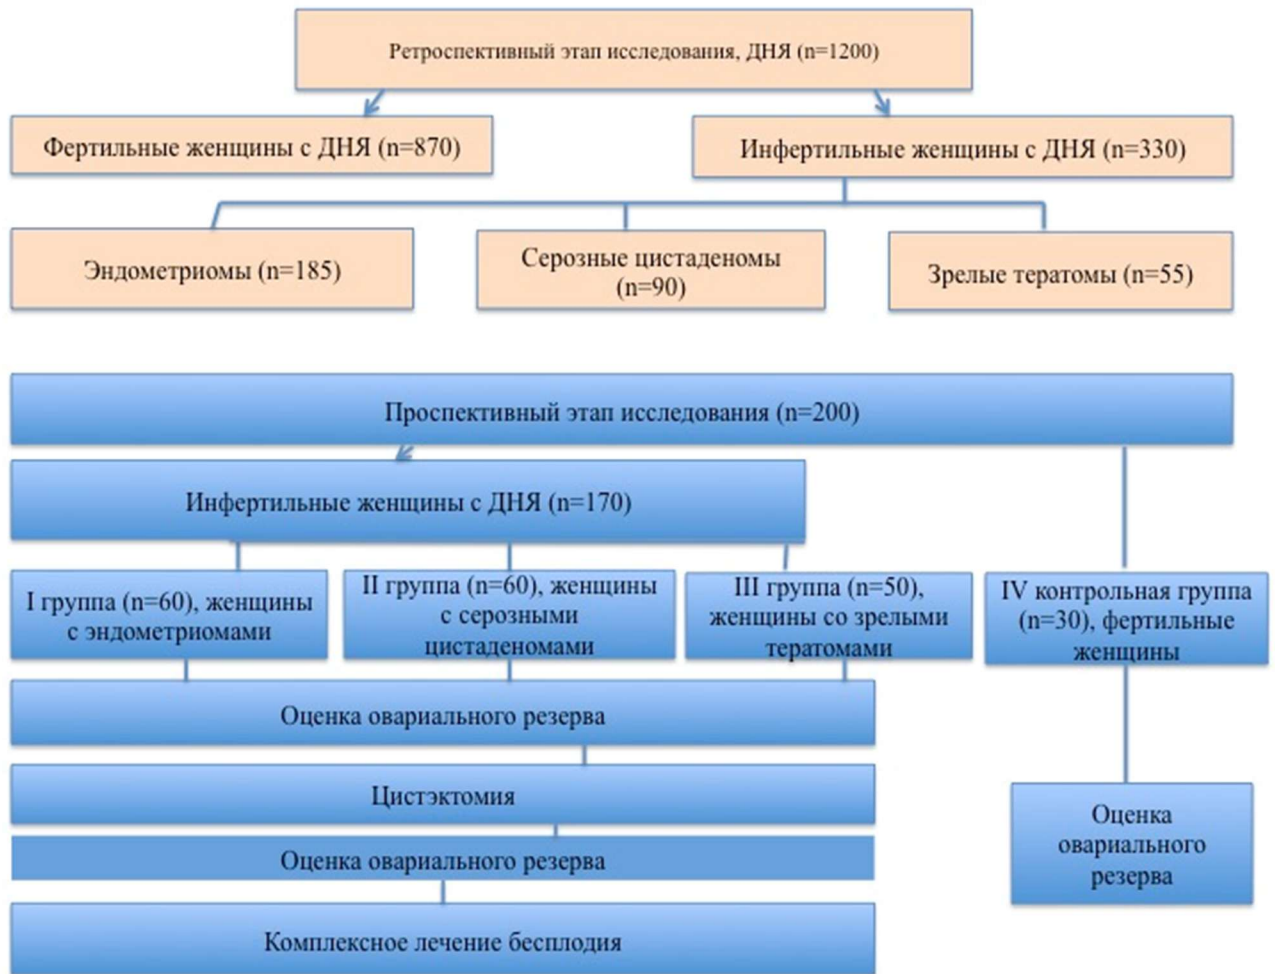 Ретроспективный этап исследования, ДНЯ (n=1200)
Фертильные женщины с ДНЯ (n=870)
Инфертильные женщины с ДНЯ (n=330)
Эндометриомы (n=185)
Серозные цистаденомы
(n=90)
Зрелые тератомы (n=55)
Проспективный этап исследования (n=200)
Инфертильные женщины с ДНЯ (n=170)
I группа (n=60), женщины
с эндометриомами
II группа (n=60), женщины
с серозными
цистаденомами
III группа (n=50),
женщины со зрелыми
тератомами
IV контрольная группа
(n=30), фертильные
женщины
Оценка овариального резерва
Цистэктомия
Оценка овариального резерва
Комплексное лечение бесплодия
Оценка
овариального
резерва